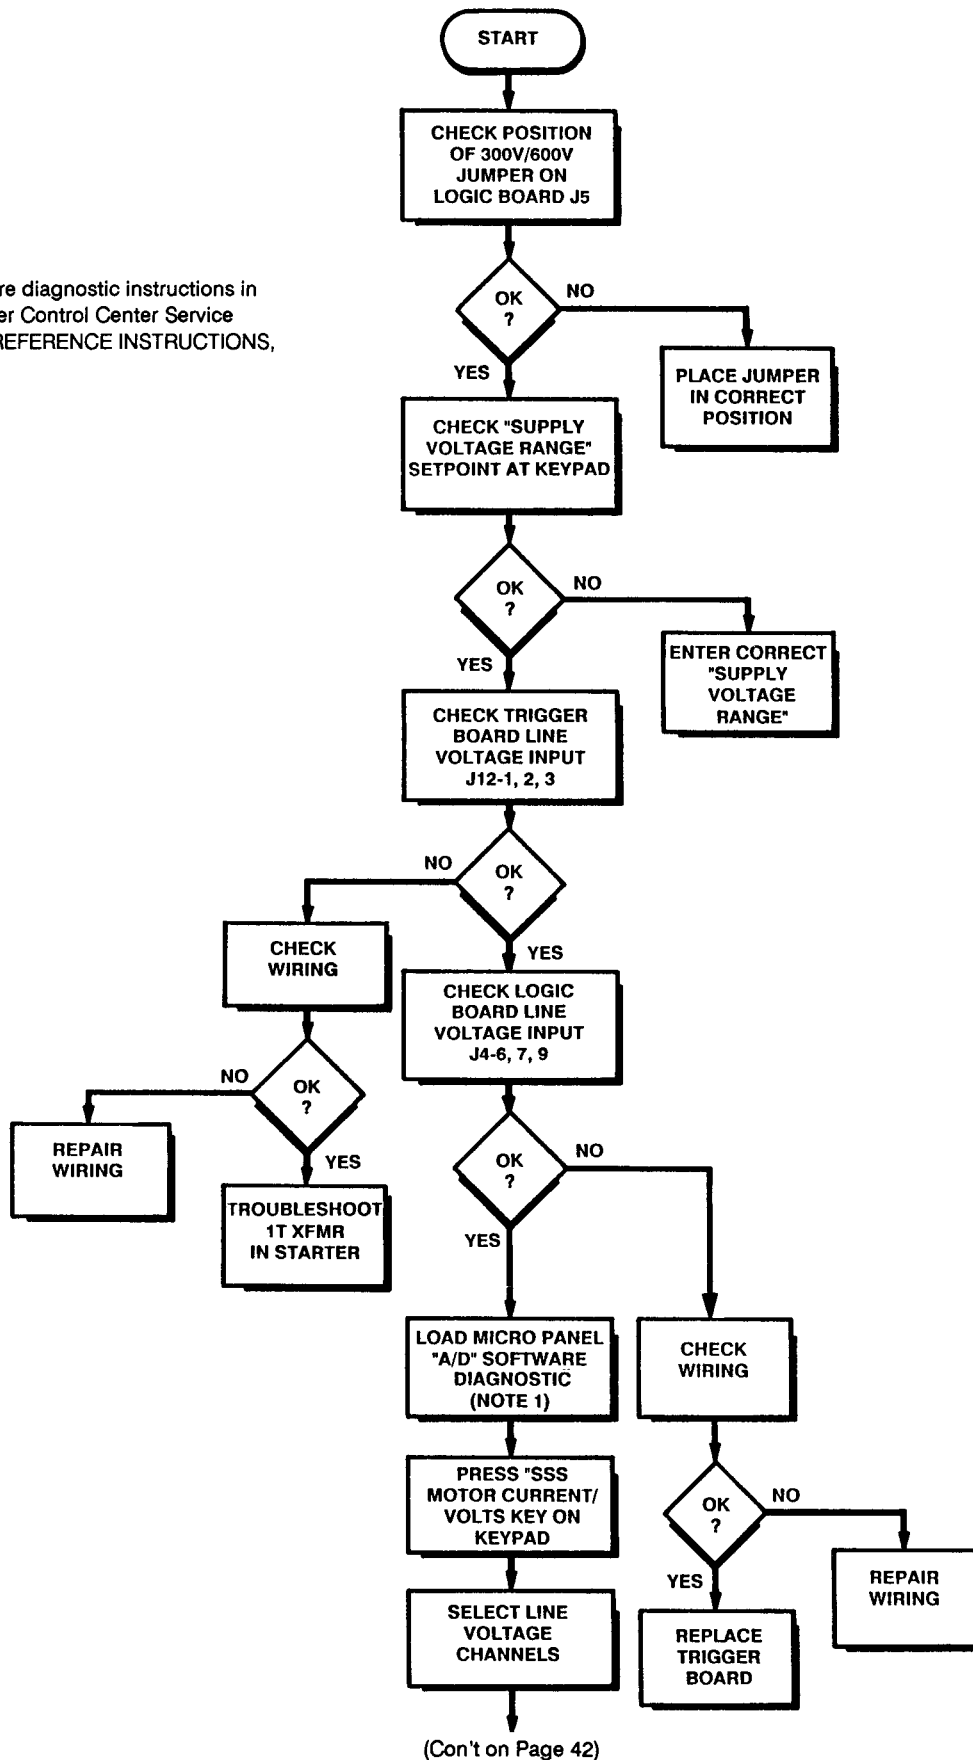 START
CHECK POSITION
OF 300V/600V
JUMPER ON
LOGIC BOARD J5
re diagnostic instructions in
er Control Center Service
REFERENCE INSTRUCTIONS,
OK
?
NO
YES
PLACE JUMPER
IN CORRECT
POSITION
CHECK "SUPPLY
VOLTAGE RANGE"
SETPOINT AT KEYPAD
OK
?
NO
YES
ENTER CORRECT
"SUPPLY
VOLTAGE
RANGE"
CHECK TRIGGER
BOARD LINE
VOLTAGE INPUT
J12-1, 2, 3
OK
?
NO
YES
CHECK
WIRING
OK
?
NO
YES
REPAIR
WIRING
TROUBLESHOOT
1T XFMR
IN STARTER
CHECK LOGIC
BOARD LINE
VOLTAGE INPUT
J4-6, 7, 9
OK
?
NO
YES
LOAD MICRO PANEL
"A/D" SOFTWARE
DIAGNOSTIC
(NOTE 1)
CHECK
WIRING
PRESS "SSS
MOTOR CURRENT/
VOLTS KEY ON
KEYPAD
OK
?
NO
YES
REPAIR
WIRING
SELECT LINE
VOLTAGE
CHANNELS
REPLACE
TRIGGER
BOARD
(Con't on Page 42)